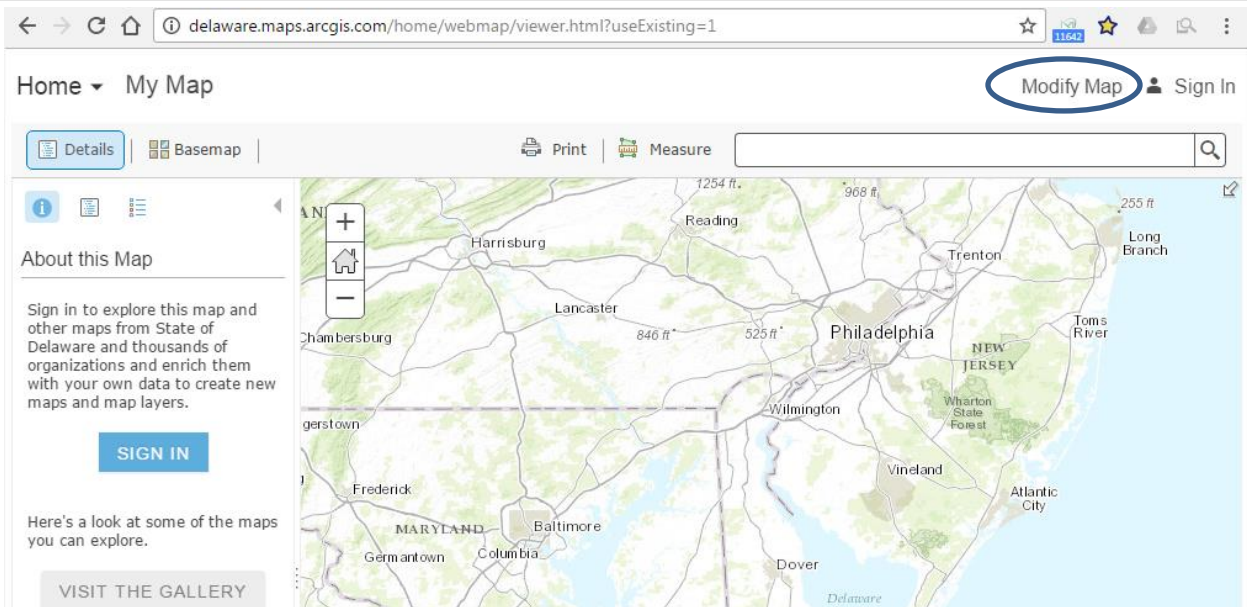 delaware.maps.arcgis.com/home/webmap/viewer.html?useExisting=1
11642
Home My Map
Modify Map Sign In
Details Basemap
Print Measure
About this Map
Sign in to explore this map and
other maps from State of
Delaware and thousands of
organizations and enrich them
with your own data to create new
maps and map layers.
SIGN IN
Here's a look at some of the maps
you can explore.
VISIT THE GALLERY
1254 ft.
968 ft
255 ft
Reading
Harrisburg
Long
Branch
Trenton
Lancaster
Chambersburg
846 ft
525 ft
Philadelphia
Toms
River
NEW
JERSEY
Wilmington
Wharton
State
Forest
gerstown
Vineland
Frederick
Atlantic
City
MARYLAND
Baltimore
Germantown
Columbia
Dover
Delaware